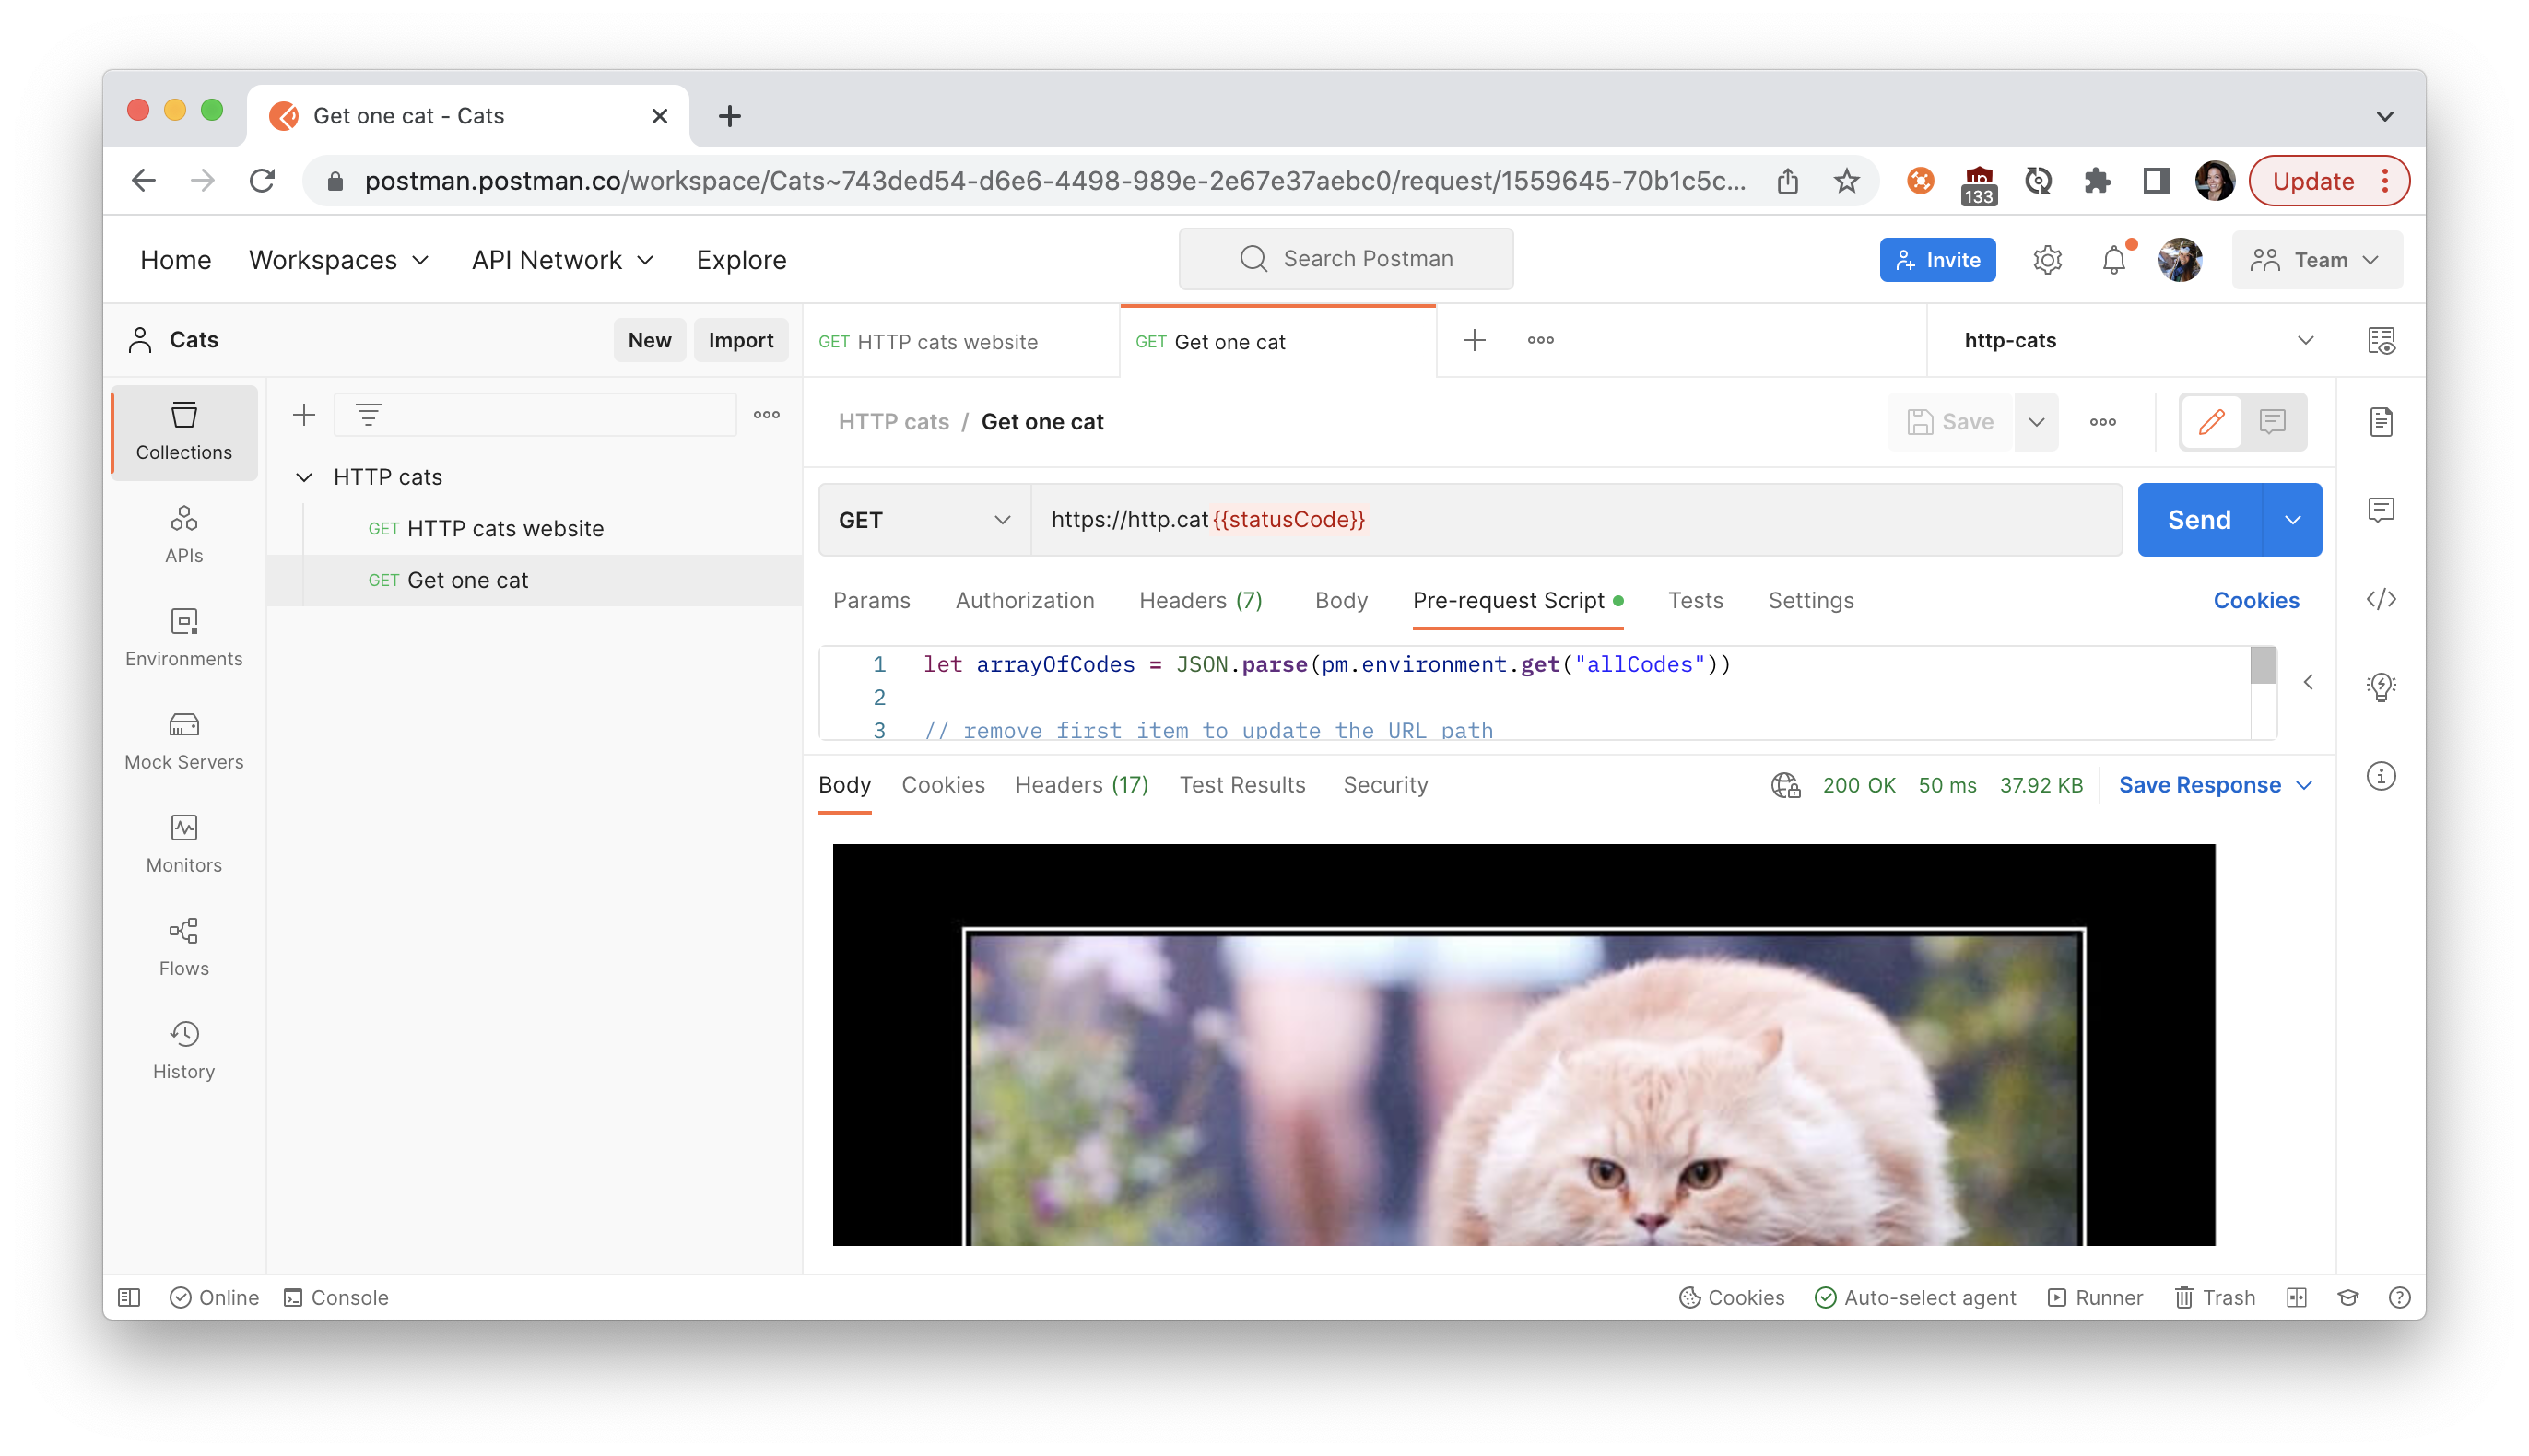 Get one cat - Cats
postman.postman.co/workspace/Cats~743ded54-d6e6-4498-989e-2e67e37aebc0/request/1559645-70b1c5c...
133
Update
Home Workspaces API Network Explore
Search Postman
Invite
Team
Cats
New Import
GET HTTP cats website
GET Get one cat
http-cats
Collections
APIs
Environments
Mock Servers
Monitors
Flows
History
HTTP cats
GET HTTP cats website
GET Get one cat
HTTP cats / Get one cat
Save
GET
https://http.cat{{statusCode}}
Send
Params Authorization Headers (7) Body Pre-request Script Tests Settings
Cookies
1 let arrayOfCodes = JSON.parse(pm.environment.get("allCodes"))
2
3 // remove first item to update the URL path
Body Cookies Headers (17) Test Results Security
200 OK 50 ms 37.92 KB Save Response
Online Console
Cookies Auto-select agent Runner Trash